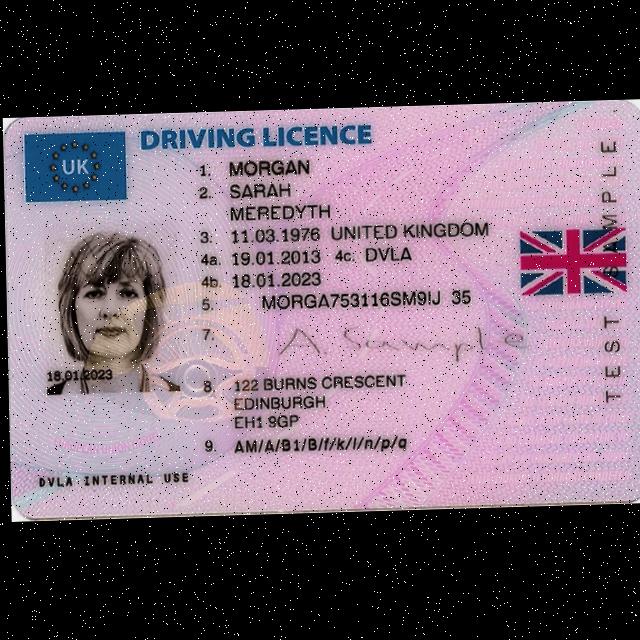 UK
DRIVING LICENCE
1. MORGAN
2. SARAH
MEREDYTH
3. 11.03.1976 UNITED KINGDOM
4a. 19.01.2013 4c. DVLA
4b. 18.01.2023
5. MORGA753116SM9IJ 35
7. A. Sample
8. 122 BURNS CRESCENT
EDINBURGH
EH1 9GP
9. AM/A/B1/B/f/k/l/n/p/q
18.01.2023
DVLA INTERNAL USE
TEST SAMPLE